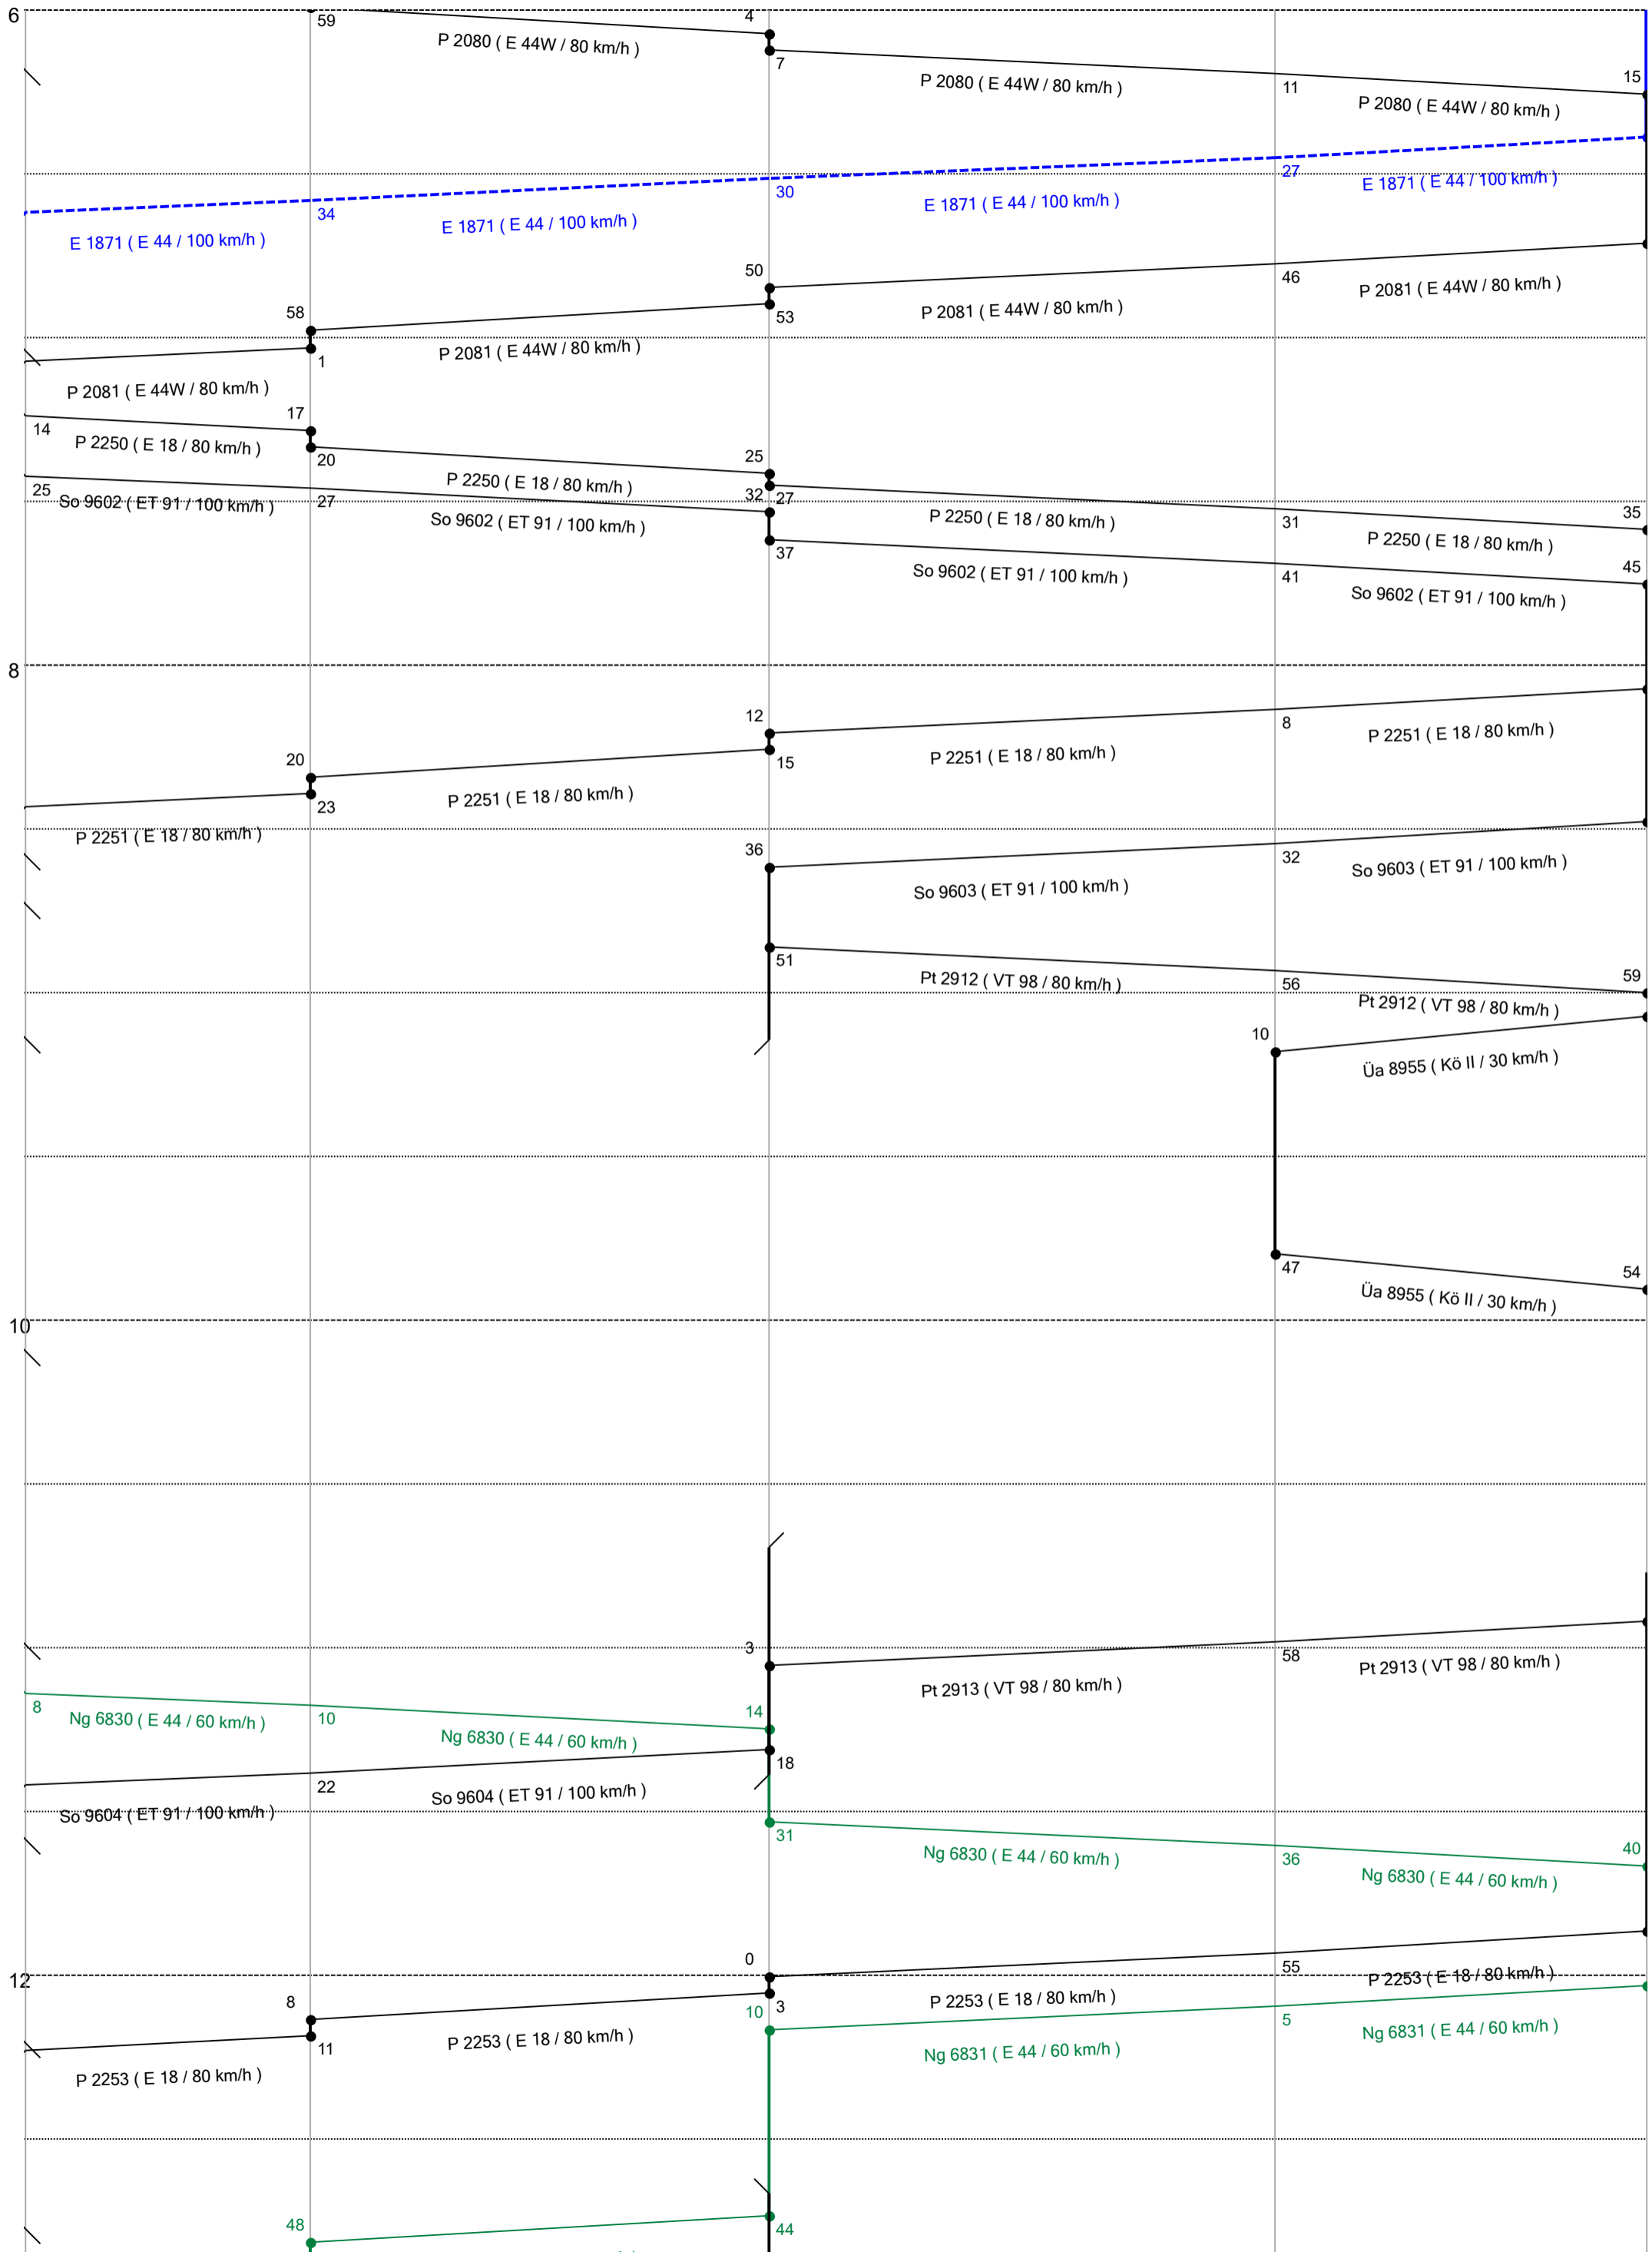 6
59
4
P 2080 ( E 44W / 80 km/h )
7
P 2080 ( E 44W / 80 km/h )
11
15
P 2080 ( E 44W / 80 km/h )
34
30
27
E 1871 ( E 44 / 100 km/h )
E 1871 ( E 44 / 100 km/h )
E 1871 ( E 44 / 100 km/h )
E 1871 ( E 44 / 100 km/h )
50
46
P 2081 ( E 44W / 80 km/h )
58
53
P 2081 ( E 44W / 80 km/h )
1
P 2081 ( E 44W / 80 km/h )
P 2081 ( E 44W / 80 km/h )
14
17
P 2250 ( E 18 / 80 km/h )
20
25
P 2250 ( E 18 / 80 km/h )
27
P 2250 ( E 18 / 80 km/h )
31
35
P 2250 ( E 18 / 80 km/h )
25
So 9602 ( ET 91 / 100 km/h )
27
32
So 9602 ( ET 91 / 100 km/h )
37
So 9602 ( ET 91 / 100 km/h )
41
45
So 9602 ( ET 91 / 100 km/h )
8
12
8
P 2251 ( E 18 / 80 km/h )
20
15
P 2251 ( E 18 / 80 km/h )
23
P 2251 ( E 18 / 80 km/h )
P 2251 ( E 18 / 80 km/h )
36
32
So 9603 ( ET 91 / 100 km/h )
So 9603 ( ET 91 / 100 km/h )
51
Pt 2912 ( VT 98 / 80 km/h )
56
59
Pt 2912 ( VT 98 / 80 km/h )
10
Üa 8955 ( Kö II / 30 km/h )
47
54
Üa 8955 ( Kö II / 30 km/h )
10
3
58
Pt 2913 ( VT 98 / 80 km/h )
Pt 2913 ( VT 98 / 80 km/h )
8
Ng 6830 ( E 44 / 60 km/h )
10
14
Ng 6830 ( E 44 / 60 km/h )
22
18
So 9604 ( ET 91 / 100 km/h )
So 9604 ( ET 91 / 100 km/h )
31
Ng 6830 ( E 44 / 60 km/h )
36
40
Ng 6830 ( E 44 / 60 km/h )
0
55
P 2253 ( E 18 / 80 km/h )
12
8
3
P 2253 ( E 18 / 80 km/h )
11
P 2253 ( E 18 / 80 km/h )
P 2253 ( E 18 / 80 km/h )
10
5
Ng 6831 ( E 44 / 60 km/h )
Ng 6831 ( E 44 / 60 km/h )
48
44